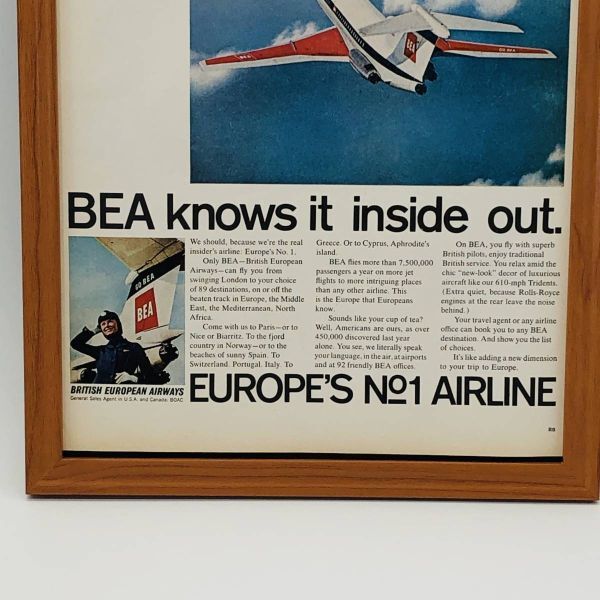 GO BEA
BEA
BEA knows it inside out.
We should, because we're the real
insider's airline: Europe's No. 1.
Only BEA—British European
Airways—can fly you from
swinging London to your choice
of 89 destinations, on or off the
beaten track in Europe, the Middle
East, the Mediterranean, North
Africa.
Come with us to Paris—or to
Nice or Biarritz. To the fjord
country in Norway—or to the
beaches of sunny Spain. To
Switzerland. Portugal. Italy. To
Greece. Or to Cyprus, Aphrodite's
island.
BEA flies more than 7,500,000
passengers a year on more jet
flights to more intriguing places
than any other airline. This
is the Europe that Europeans
know.
Sounds like your cup of tea?
Well, Americans are ours, as over
450,000 discovered last year
alone. You see, we literally speak
your language, in the air, at airports
and at 92 friendly BEA offices.
On BEA, you fly with superb
British pilots, enjoy traditional
British service. You relax amid the
chic "new-look" decor of luxurious
aircraft like our 610-mph Tridents.
(Extra quiet, because Rolls-Royce
engines at the rear leave the noise
behind.)
Your travel agent or any airline
office can book you to any BEA
destination. And show you the list
of choices.
It's like adding a new dimension
to your trip to Europe.
GO BEA
BEA
BRITISH EUROPEAN AIRWAYS
General Sales Agent in U.S.A. and Canada: BOAC
EUROPE'S Nº1 AIRLINE